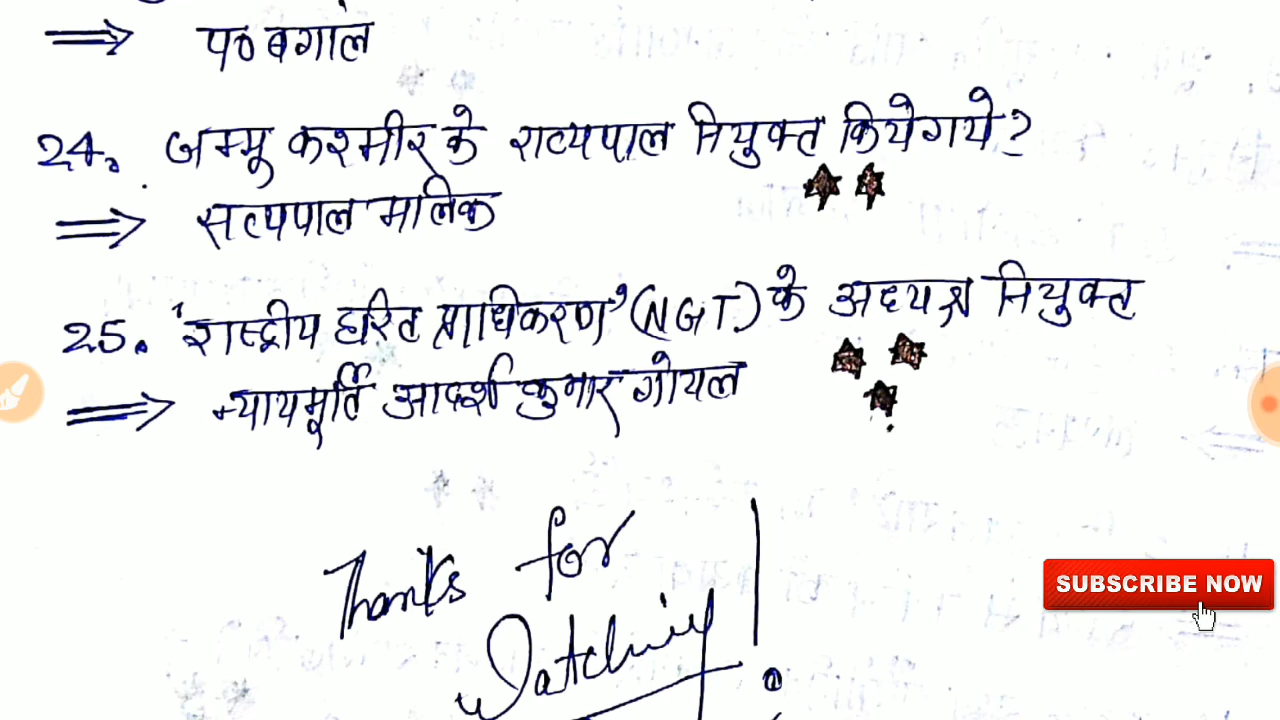 ⇒ प० बगाल
24. जम्मू कश्मीर के राज्यपाल नियुक्त किये गये?
⇒ सत्यपाल मालिक
25. 'राष्ट्रीय हरित प्राधिकरण' (NGT) के अध्यक्ष नियुक्त
⇒ न्यायमूर्ति आदर्श कुमार गोयल
Thanks for
Watching!
SUBSCRIBE NOW